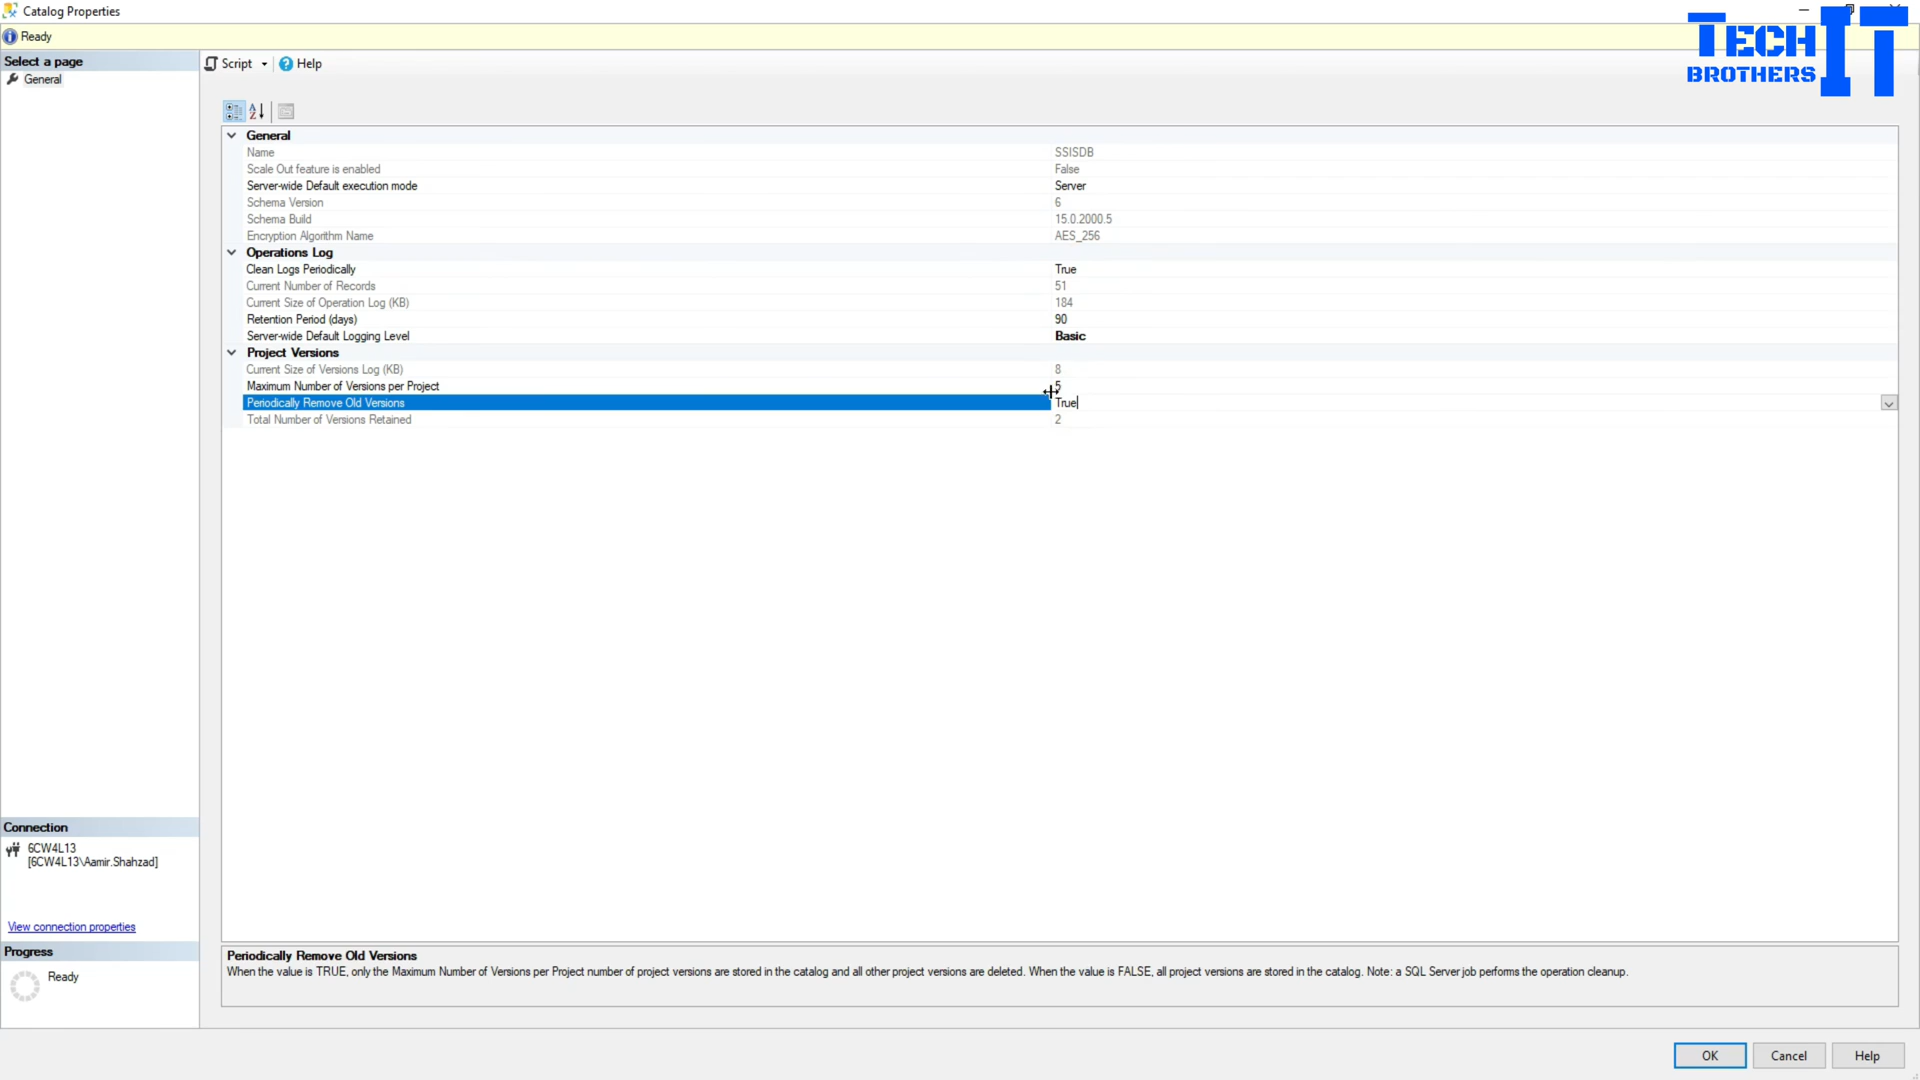 Catalog Properties
TECH IT
BROTHERS
Ready
Select a page
General
Script
Help
General
Name SSISDB
Scale Out feature is enabled False
Server-wide Default execution mode Server
Schema Version 6
Schema Build 15.0.2000.5
Encryption Algorithm Name AES_256
Operations Log
Clean Logs Periodically True
Current Number of Records 51
Current Size of Operation Log (KB) 184
Retention Period (days) 90
Server-wide Default Logging Level Basic
Project Versions
Current Size of Versions Log (KB) 8
Maximum Number of Versions per Project 5
Periodically Remove Old Versions True
Total Number of Versions Retained 2
Connection
6CW4L13
[6CW4L13\Aamir.Shahzad]
View connection properties
Progress
Ready
Periodically Remove Old Versions
When the value is TRUE, only the Maximum Number of Versions per Project number of project versions are stored in the catalog and all other project versions are deleted. When the value is FALSE, all project versions are stored in the catalog. Note: a SQL Server job performs the operation cleanup.
OK
Cancel
Help